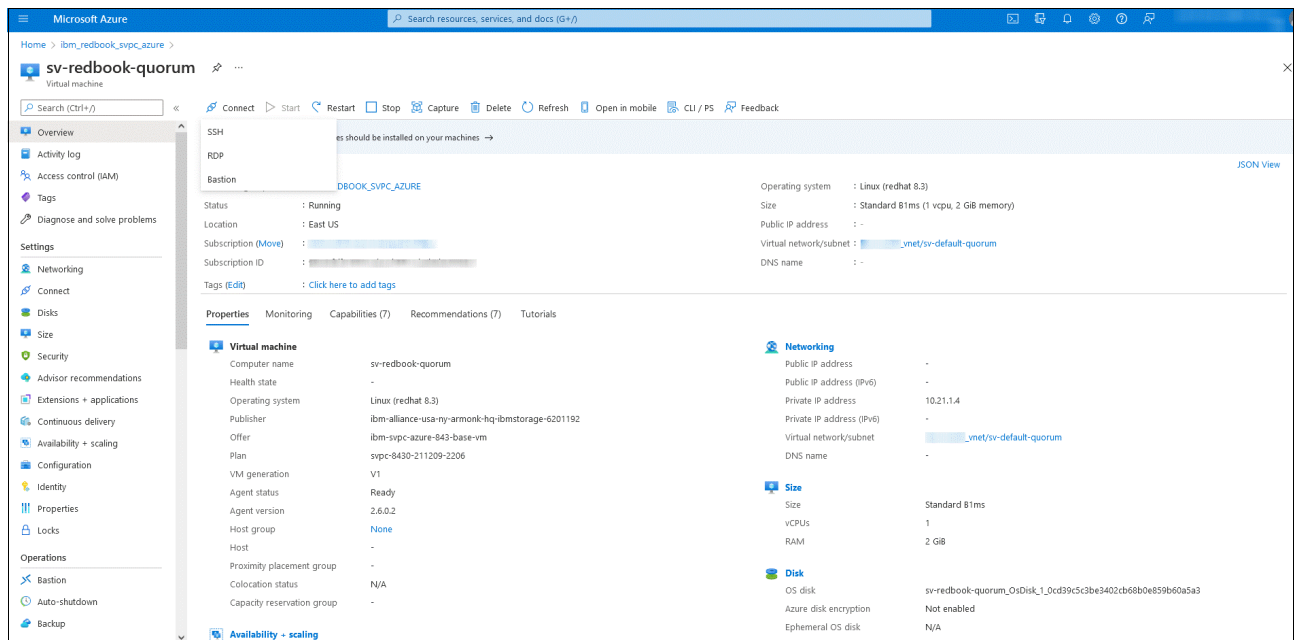 Microsoft Azure
Search resources, services, and docs (G+/)
Home > ibm_redbook_svpc_azure >
sv-redbook-quorum
Virtual machine
Search (Ctrl+/)
Connect Start Restart Stop Capture Delete Refresh Open in mobile CLI / PS Feedback
SSH
RDP
Bastion
es should be installed on your machines →
JSON View
DBOOK_SVPC_AZURE
Status : Running
Location : East US
Subscription (Move) :
Subscription ID :
Tags (Edit) : Click here to add tags
Operating system : Linux (redhat 8.3)
Size : Standard B1ms (1 vcpu, 2 GiB memory)
Public IP address : -
Virtual network/subnet : _vnet/sv-default-quorum
DNS name : -
Overview
Activity log
Access control (IAM)
Tags
Diagnose and solve problems
Settings
Networking
Connect
Disks
Size
Security
Advisor recommendations
Extensions + applications
Continuous delivery
Availability + scaling
Configuration
Identity
Properties
Locks
Operations
Bastion
Auto-shutdown
Backup
Properties Monitoring Capabilities (7) Recommendations (7) Tutorials
Virtual machine
Computer name sv-redbook-quorum
Health state -
Operating system Linux (redhat 8.3)
Publisher ibm-alliance-usa-ny-armonk-hq-ibmstorage-6201192
Offer ibm-svpc-azure-843-base-vm
Plan svpc-8430-211209-2206
VM generation V1
Agent status Ready
Agent version 2.6.0.2
Host group None
Host -
Proximity placement group -
Colocation status N/A
Capacity reservation group -
Availability + scaling
Networking
Public IP address -
Public IP address (IPv6) -
Private IP address 10.21.1.4
Private IP address (IPv6) -
Virtual network/subnet _vnet/sv-default-quorum
DNS name -
Size
Size Standard B1ms
vCPUs 1
RAM 2 GiB
Disk
OS disk sv-redbook-quorum_OsDisk_1_0cd39c5c3be3402cb68b0e859b60a5a3
Azure disk encryption Not enabled
Ephemeral OS disk N/A